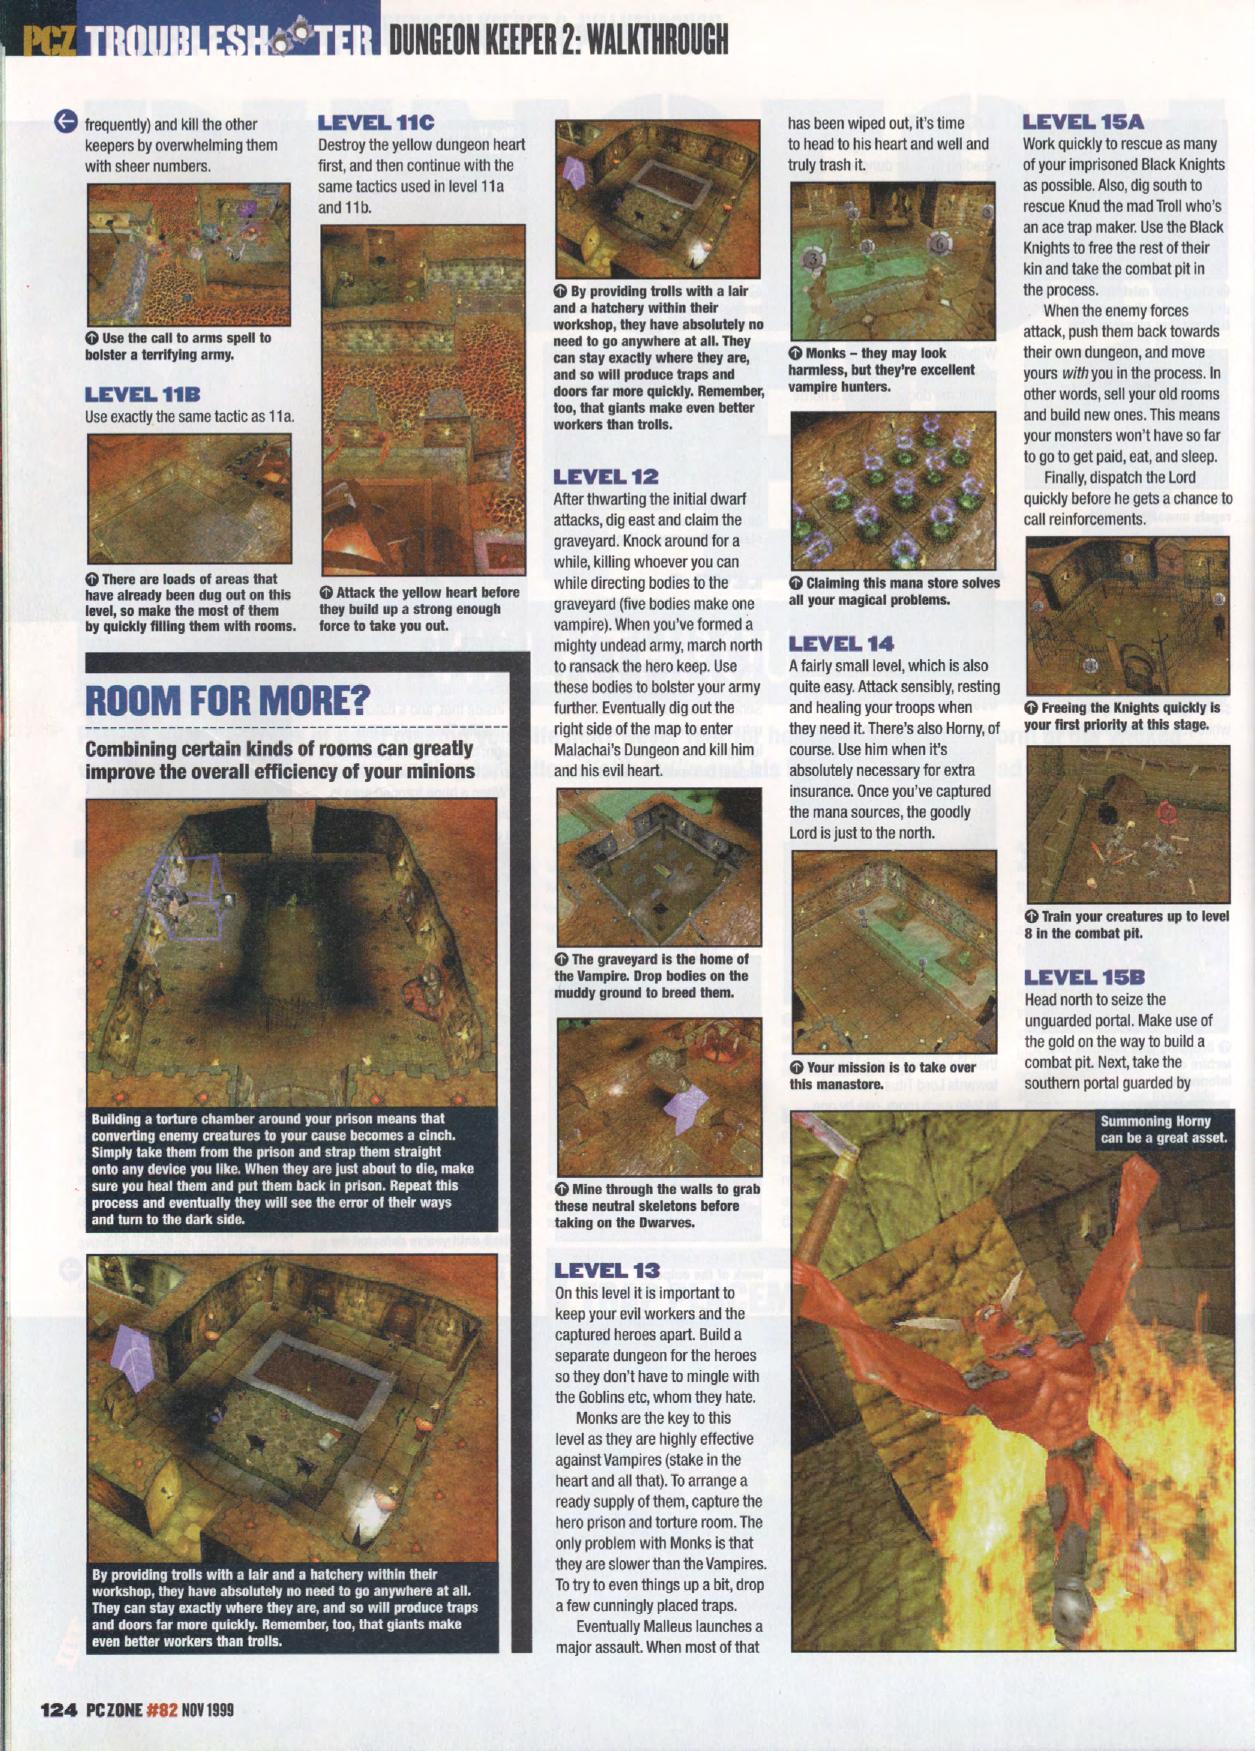 PCZ TROUBLESHOOTER DUNGEON KEEPER 2: WALKTHROUGH
frequently) and kill the other
keepers by overwhelming them
with sheer numbers.
Use the call to arms spell to
bolster a terrifying army.
LEVEL 11B
Use exactly the same tactic as 11a.
There are loads of areas that
have already been dug out on this
level, so make the most of them
by quickly filling them with rooms.
LEVEL 11C
Destroy the yellow dungeon heart
first, and then continue with the
same tactics used in level 11a
and 11b.
Attack the yellow heart before
they build up a strong enough
force to take you out.
ROOM FOR MORE?
Combining certain kinds of rooms can greatly
improve the overall efficiency of your minions
Building a torture chamber around your prison means that
converting enemy creatures to your cause becomes a cinch.
Simply take them from the prison and strap them straight
onto any device you like. When they are just about to die, make
sure you heal them and put them back in prison. Repeat this
process and eventually they will see the error of their ways
and turn to the dark side.
By providing trolls with a lair and a hatchery within their
workshop, they have absolutely no need to go anywhere at all.
They can stay exactly where they are, and so will produce traps
and doors far more quickly. Remember, too, that giants make
even better workers than trolls.
By providing trolls with a lair
and a hatchery within their
workshop, they have absolutely no
need to go anywhere at all. They
can stay exactly where they are,
and so will produce traps and
doors far more quickly. Remember,
too, that giants make even better
workers than trolls.
LEVEL 12
After thwarting the initial dwarf
attacks, dig east and claim the
graveyard. Knock around for a
while, killing whoever you can
while directing bodies to the
graveyard (five bodies make one
vampire). When you've formed a
mighty undead army, march north
to ransack the hero keep. Use
these bodies to bolster your army
further. Eventually dig out the
right side of the map to enter
Malachai's Dungeon and kill him
and his evil heart.
The graveyard is the home of
the Vampire. Drop bodies on the
muddy ground to breed them.
Mine through the walls to grab
these neutral skeletons before
taking on the Dwarves.
LEVEL 13
On this level it is important to
keep your evil workers and the
captured heroes apart. Build a
separate dungeon for the heroes
so they don't have to mingle with
the Goblins etc, whom they hate.
Monks are the key to this
level as they are highly effective
against Vampires (stake in the
heart and all that). To arrange a
ready supply of them, capture the
hero prison and torture room. The
only problem with Monks is that
they are slower than the Vampires.
To try to even things up a bit, drop
a few cunningly placed traps.
Eventually Malleus launches a
major assault. When most of that
has been wiped out, it's time
to head to his heart and well and
truly trash it.
3
6
Monks – they may look
harmless, but they're excellent
vampire hunters.
Claiming this mana store solves
all your magical problems.
LEVEL 14
A fairly small level, which is also
quite easy. Attack sensibly, resting
and healing your troops when
they need it. There's also Horny, of
course. Use him when it's
absolutely necessary for extra
insurance. Once you've captured
the mana sources, the goodly
Lord is just to the north.
Your mission is to take over
this manastore.
LEVEL 15A
Work quickly to rescue as many
of your imprisoned Black Knights
as possible. Also, dig south to
rescue Knud the mad Troll who's
an ace trap maker. Use the Black
Knights to free the rest of their
kin and take the combat pit in
the process.
When the enemy forces
attack, push them back towards
their own dungeon, and move
yours with you in the process. In
other words, sell your old rooms
and build new ones. This means
your monsters won't have so far
to go to get paid, eat, and sleep.
Finally, dispatch the Lord
quickly before he gets a chance to
call reinforcements.
Freeing the Knights quickly is
your first priority at this stage.
Train your creatures up to level
8 in the combat pit.
LEVEL 15B
Head north to seize the
unguarded portal. Make use of
the gold on the way to build a
combat pit. Next, take the
southern portal guarded by
Summoning Horny
can be a great asset.
124 PC ZONE #82 NOV 1999